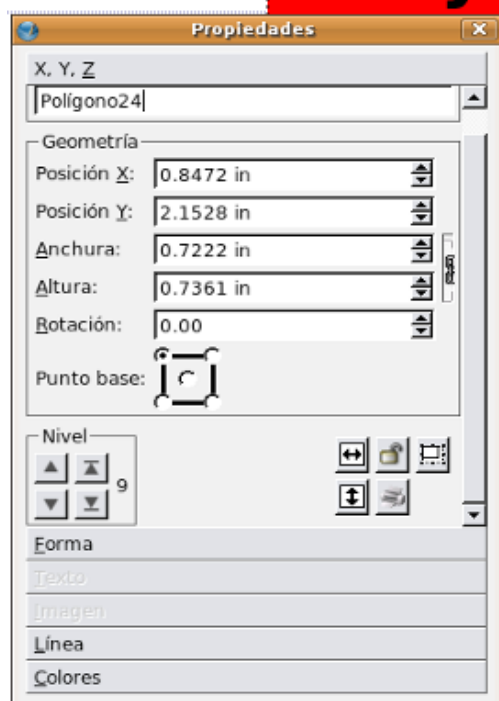 Propiedades
X, Y, Z
Polígono24
Geometría
Posición X: 0.8472 in
Posición Y: 2.1528 in
Anchura: 0.7222 in
Altura: 0.7361 in
Rotación: 0.00
Punto base:
Nivel
9
Forma
Texto
Imagen
Línea
Colores